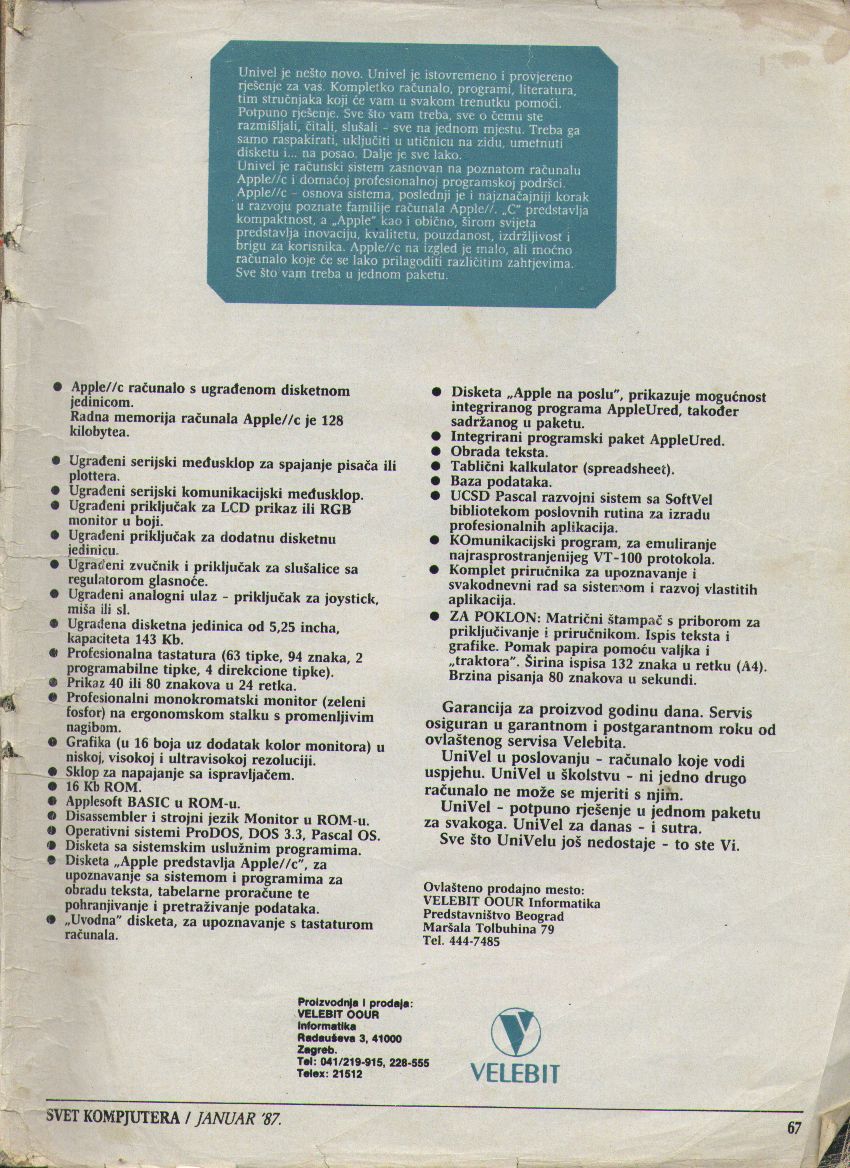 Univel je nešto novo. Univel je istovremeno i provjereno
rješenje za vas. Kompletko računalo, programi, literatura,
tim stručnjaka koji će vam u svakom trenutku pomoći.
Potpuno rješenje. Sve što vam treba, sve o čemu ste
razmišljali, čitali, slušali - sve na jednom mjestu. Treba ga
samo raspakirati, uključiti u utičnicu na zidu, umetnuti
disketu i... na posao. Dalje je sve lako.
Univel je računski sistem zasnovan na poznatom računalu
Apple//c i domaćoj profesionalnoj programskoj podršci.
Apple//c - osnova sistema, poslednji je i najznačajniji korak
u razvoju poznate familije računala Apple//. „C" predstavlja
kompaktnost, a „Apple" kao i obično, širom svijeta
predstavlja inovaciju, kvalitetu, pouzdanost, izdržljivost i
brigu za korisnika. Apple//c na izgled je malo, ali moćno
računalo koje će se lako prilagoditi različitim zahtjevima.
Sve što vam treba u jednom paketu.
● Apple//c računalo s ugrađenom disketnom
jedinicom.
Radna memorija računala Apple//c je 128
kilobytea.
● Ugrađeni serijski međusklop za spajanje pisača ili
plottera.
● Ugrađeni serijski komunikacijski međusklop.
● Ugrađeni priključak za LCD prikaz ili RGB
monitor u boji.
● Ugrađeni priključak za dodatnu disketnu
jedinicu.
● Ugrađeni zvučnik i priključak za slušalice sa
regulatorom glasnoće.
● Ugrađeni analogni ulaz - priključak za joystick,
miša ili sl.
● Ugrađena disketna jedinica od 5,25 incha,
kapaciteta 143 Kb.
● Profesionalna tastatura (63 tipke, 94 znaka, 2
programabilne tipke, 4 direkcione tipke).
● Prikaz 40 ili 80 znakova u 24 retka.
● Profesionalni monokromatski monitor (zeleni
fosfor) na ergonomskom stalku s promenljivim
nagibom.
● Grafika (u 16 boja uz dodatak kolor monitora) u
niskoj, visokoj i ultravisokoj rezoluciji.
● Sklop za napajanje sa ispravljačem.
● 16 Kb ROM.
● Applesoft BASIC u ROM-u.
● Disassembler i strojni jezik Monitor u ROM-u.
● Operativni sistemi ProDOS, DOS 3.3, Pascal OS.
● Disketa sa sistemskim uslužnim programima.
● Disketa „Apple predstavlja Apple//c", za
upoznavanje sa sistemom i programima za
obradu teksta, tabelarne proračune te
pohranjivanje i pretraživanje podataka.
● „Uvodna" disketa, za upoznavanje s tastaturom
računala.
● Disketa „Apple na poslu", prikazuje mogućnost
integriranog programa AppleUred, također
sadržanog u paketu.
● Integrirani programski paket AppleUred.
● Obrada teksta.
● Tablični kalkulator (spreadsheet).
● Baza podataka.
● UCSD Pascal razvojni sistem sa SoftVel
bibliotekom poslovnih rutina za izradu
profesionalnih aplikacija.
● KOmunikacijski program, za emuliranje
najrasprostranjenijeg VT-100 protokola.
● Komplet priručnika za upoznavanje i
svakodnevni rad sa sistemom i razvoj vlastitih
aplikacija.
● ZA POKLON: Matrični štampač s priborom za
priključivanje i priručnikom. Ispis teksta i
grafike. Pomak papira pomoću valjka i
„traktora". Širina ispisa 132 znaka u retku (A4).
Brzina pisanja 80 znakova u sekundi.
Garancija za proizvod godinu dana. Servis
osiguran u garantnom i postgarantnom roku od
ovlaštenog servisa Velebita.
UniVel u poslovanju - računalo koje vodi
uspjehu. UniVel u školstvu - ni jedno drugo
računalo ne može se mjeriti s njim.
UniVel - potpuno rješenje u jednom paketu
za svakoga. UniVel za danas - i sutra.
Sve što UniVelu još nedostaje - to ste Vi.
Ovlašteno prodajno mesto:
VELEBIT OOUR Informatika
Predstavništvo Beograd
Maršala Tolbuhina 79
Tel. 444-7485
Proizvodnja i prodaja:
VELEBIT OOUR
Informatika
Radauševa 3, 41000
Zagreb.
Tel: 041/219-915, 228-555
Telex: 21512
VELEBIT
SVET KOMPJUTERA / JANUAR '87.
67